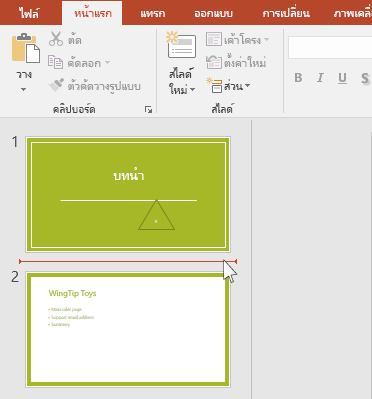 ไฟล์ หน้าแรก แทรก ออกแบบ การเปลี่ยน ภาพเคลื่
วาง
ตัด
คัดลอก
ตัวคัดวางรูปแบบ
คลิปบอร์ด
สไลด์
ใหม่
เค้าโครง
ตั้งค่าใหม่
ส่วน
สไลด์
B I U S
1
บทนำ
2
WingTip Toys
• Main idea page
• Support email address
• Summary